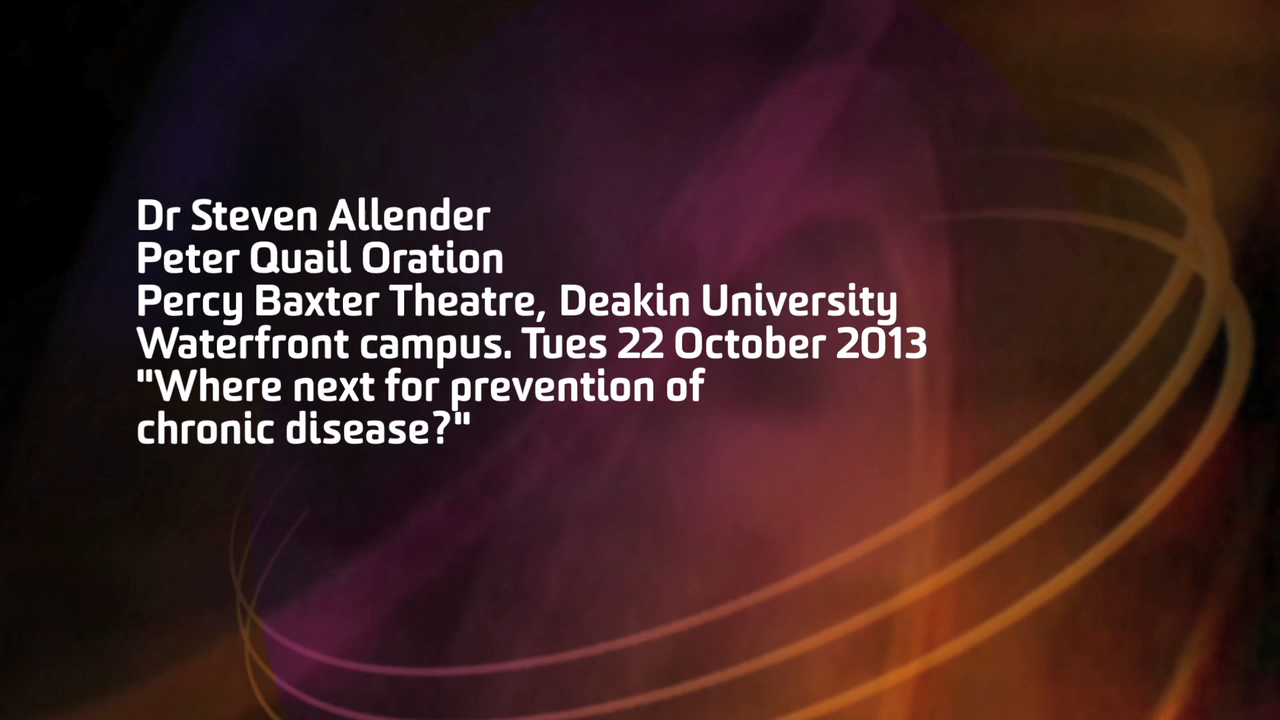 Dr Steven Allender
Peter Quail Oration
Percy Baxter Theatre, Deakin University
Waterfront campus. Tues 22 October 2013
"Where next for prevention of
chronic disease?"